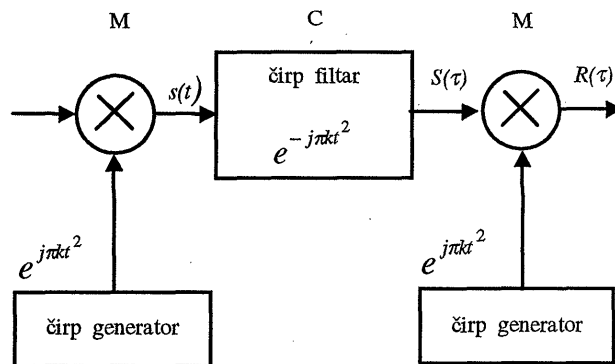 M C M
s(t) čirp filtar S(τ) R(τ)
e^{-jπkt^2}
e^{jπkt^2} e^{jπkt^2}
čirp generator čirp generator